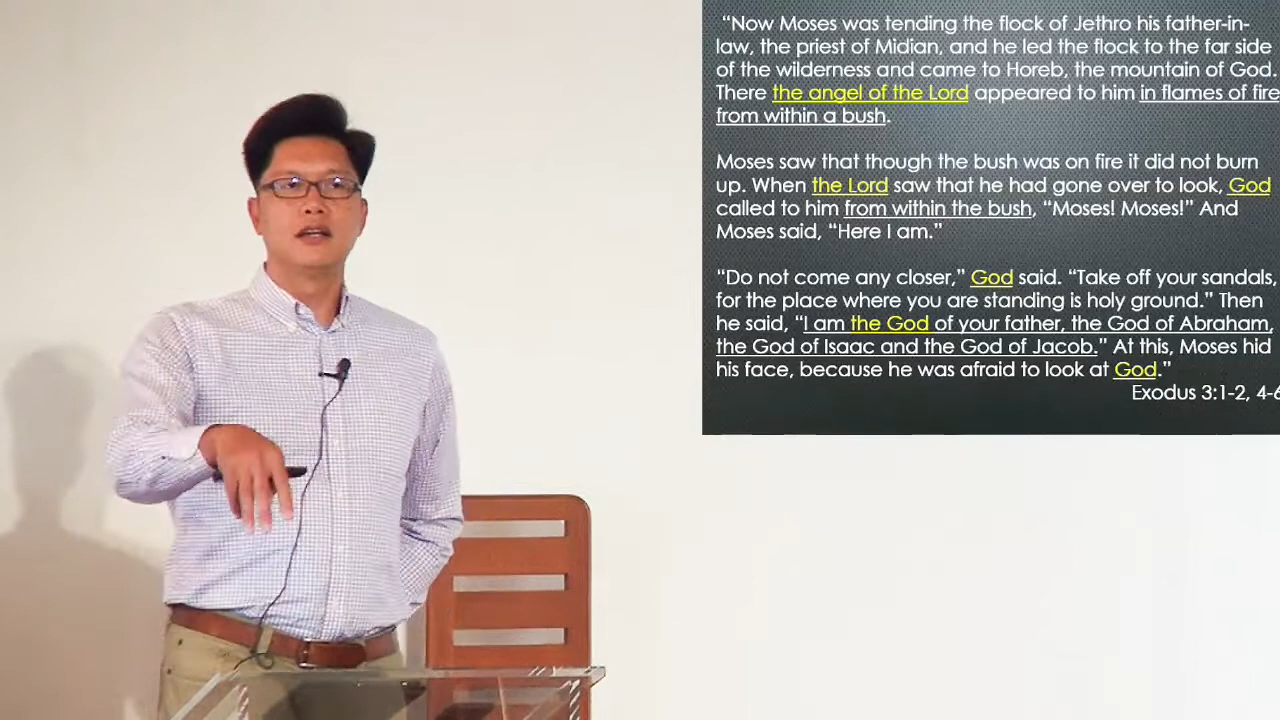 “Now Moses was tending the flock of Jethro his father-in-
law, the priest of Midian, and he led the flock to the far side
of the wilderness and came to Horeb, the mountain of God.
There the angel of the Lord appeared to him in flames of fire
from within a bush.
Moses saw that though the bush was on fire it did not burn
up. When the Lord saw that he had gone over to look, God
called to him from within the bush, “Moses! Moses!” And
Moses said, “Here I am.”
“Do not come any closer,” God said. “Take off your sandals,
for the place where you are standing is holy ground.” Then
he said, “I am the God of your father, the God of Abraham,
the God of Isaac and the God of Jacob.” At this, Moses hid
his face, because he was afraid to look at God.”
Exodus 3:1-2, 4-6